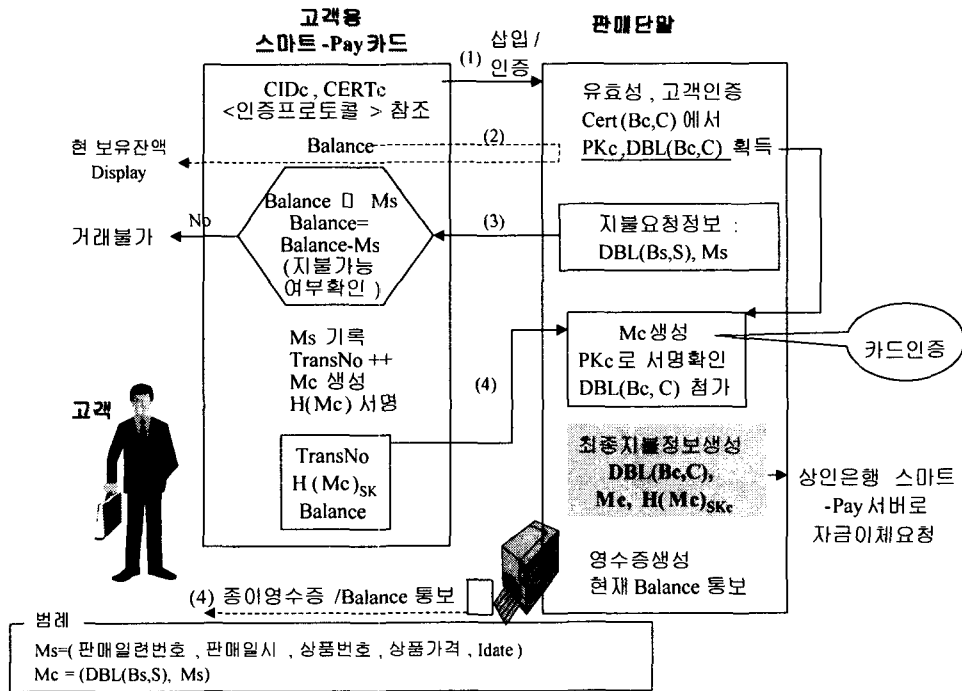 고객용
스마트-Pay 카드
판매단말
(1)
삽입 /
인증
CIDc , CERTc
<인증프로토콜 > 참조
유효성 , 고객인증
Cert (Bc,C) 에서
PKc ,DBL(Bc,C) 획득
Balance
(2)
현 보유잔액
Display
Balance □ Ms
Balance=
Balance-Ms
(지불가능
여부확인 )
No
거래불가
(3)
지불요청정보 :
DBL(Bs,S), Ms
Ms 기록
TransNo ++
Mc 생성
H(Mc) 서명
(4)
Mc 생성
PKc로 서명확인
DBL(Bc, C) 첨가
카드인증
고객
TransNo
H (Mc)SK
Balance
최종지불정보생성
DBL(Bc,C),
Mc, H(Mc)SKc
상인은행 스마트
-Pay 서버로
자금이체요청
영수증생성
현재 Balance 통보
(4) 종이영수증 /Balance 통보
범례
Ms=( 판매일련번호 , 판매일시 , 상품번호 , 상품가격 , Idate )
Mc = (DBL(Bs,S), Ms)